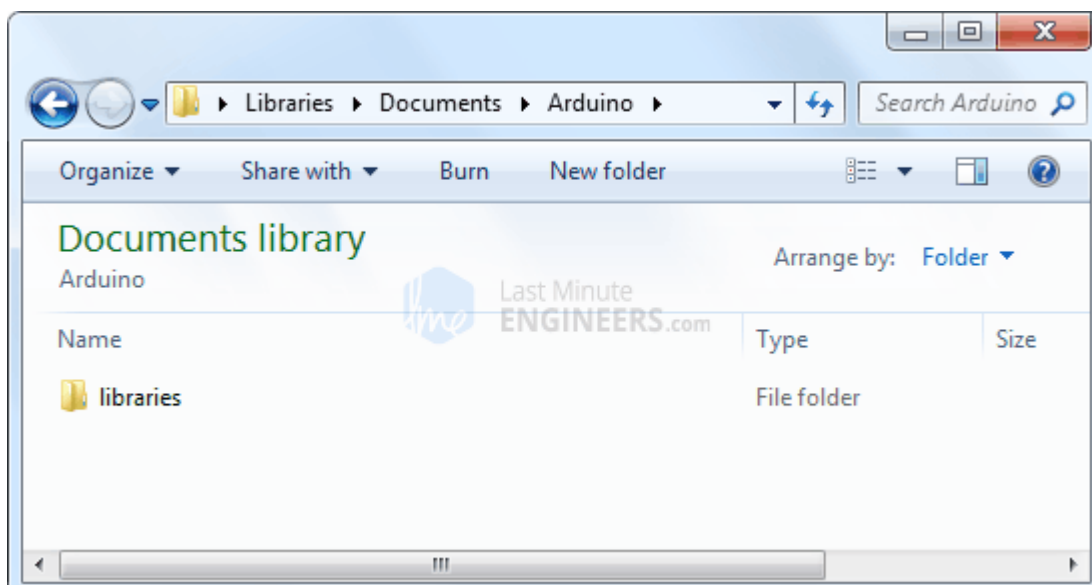 Libraries Documents Arduino Search Arduino
Organize Share with Burn New folder
Documents library
Arduino
Arrange by: Folder
lme Last Minute
ENGINEERS.com
Name Type Size
libraries File folder